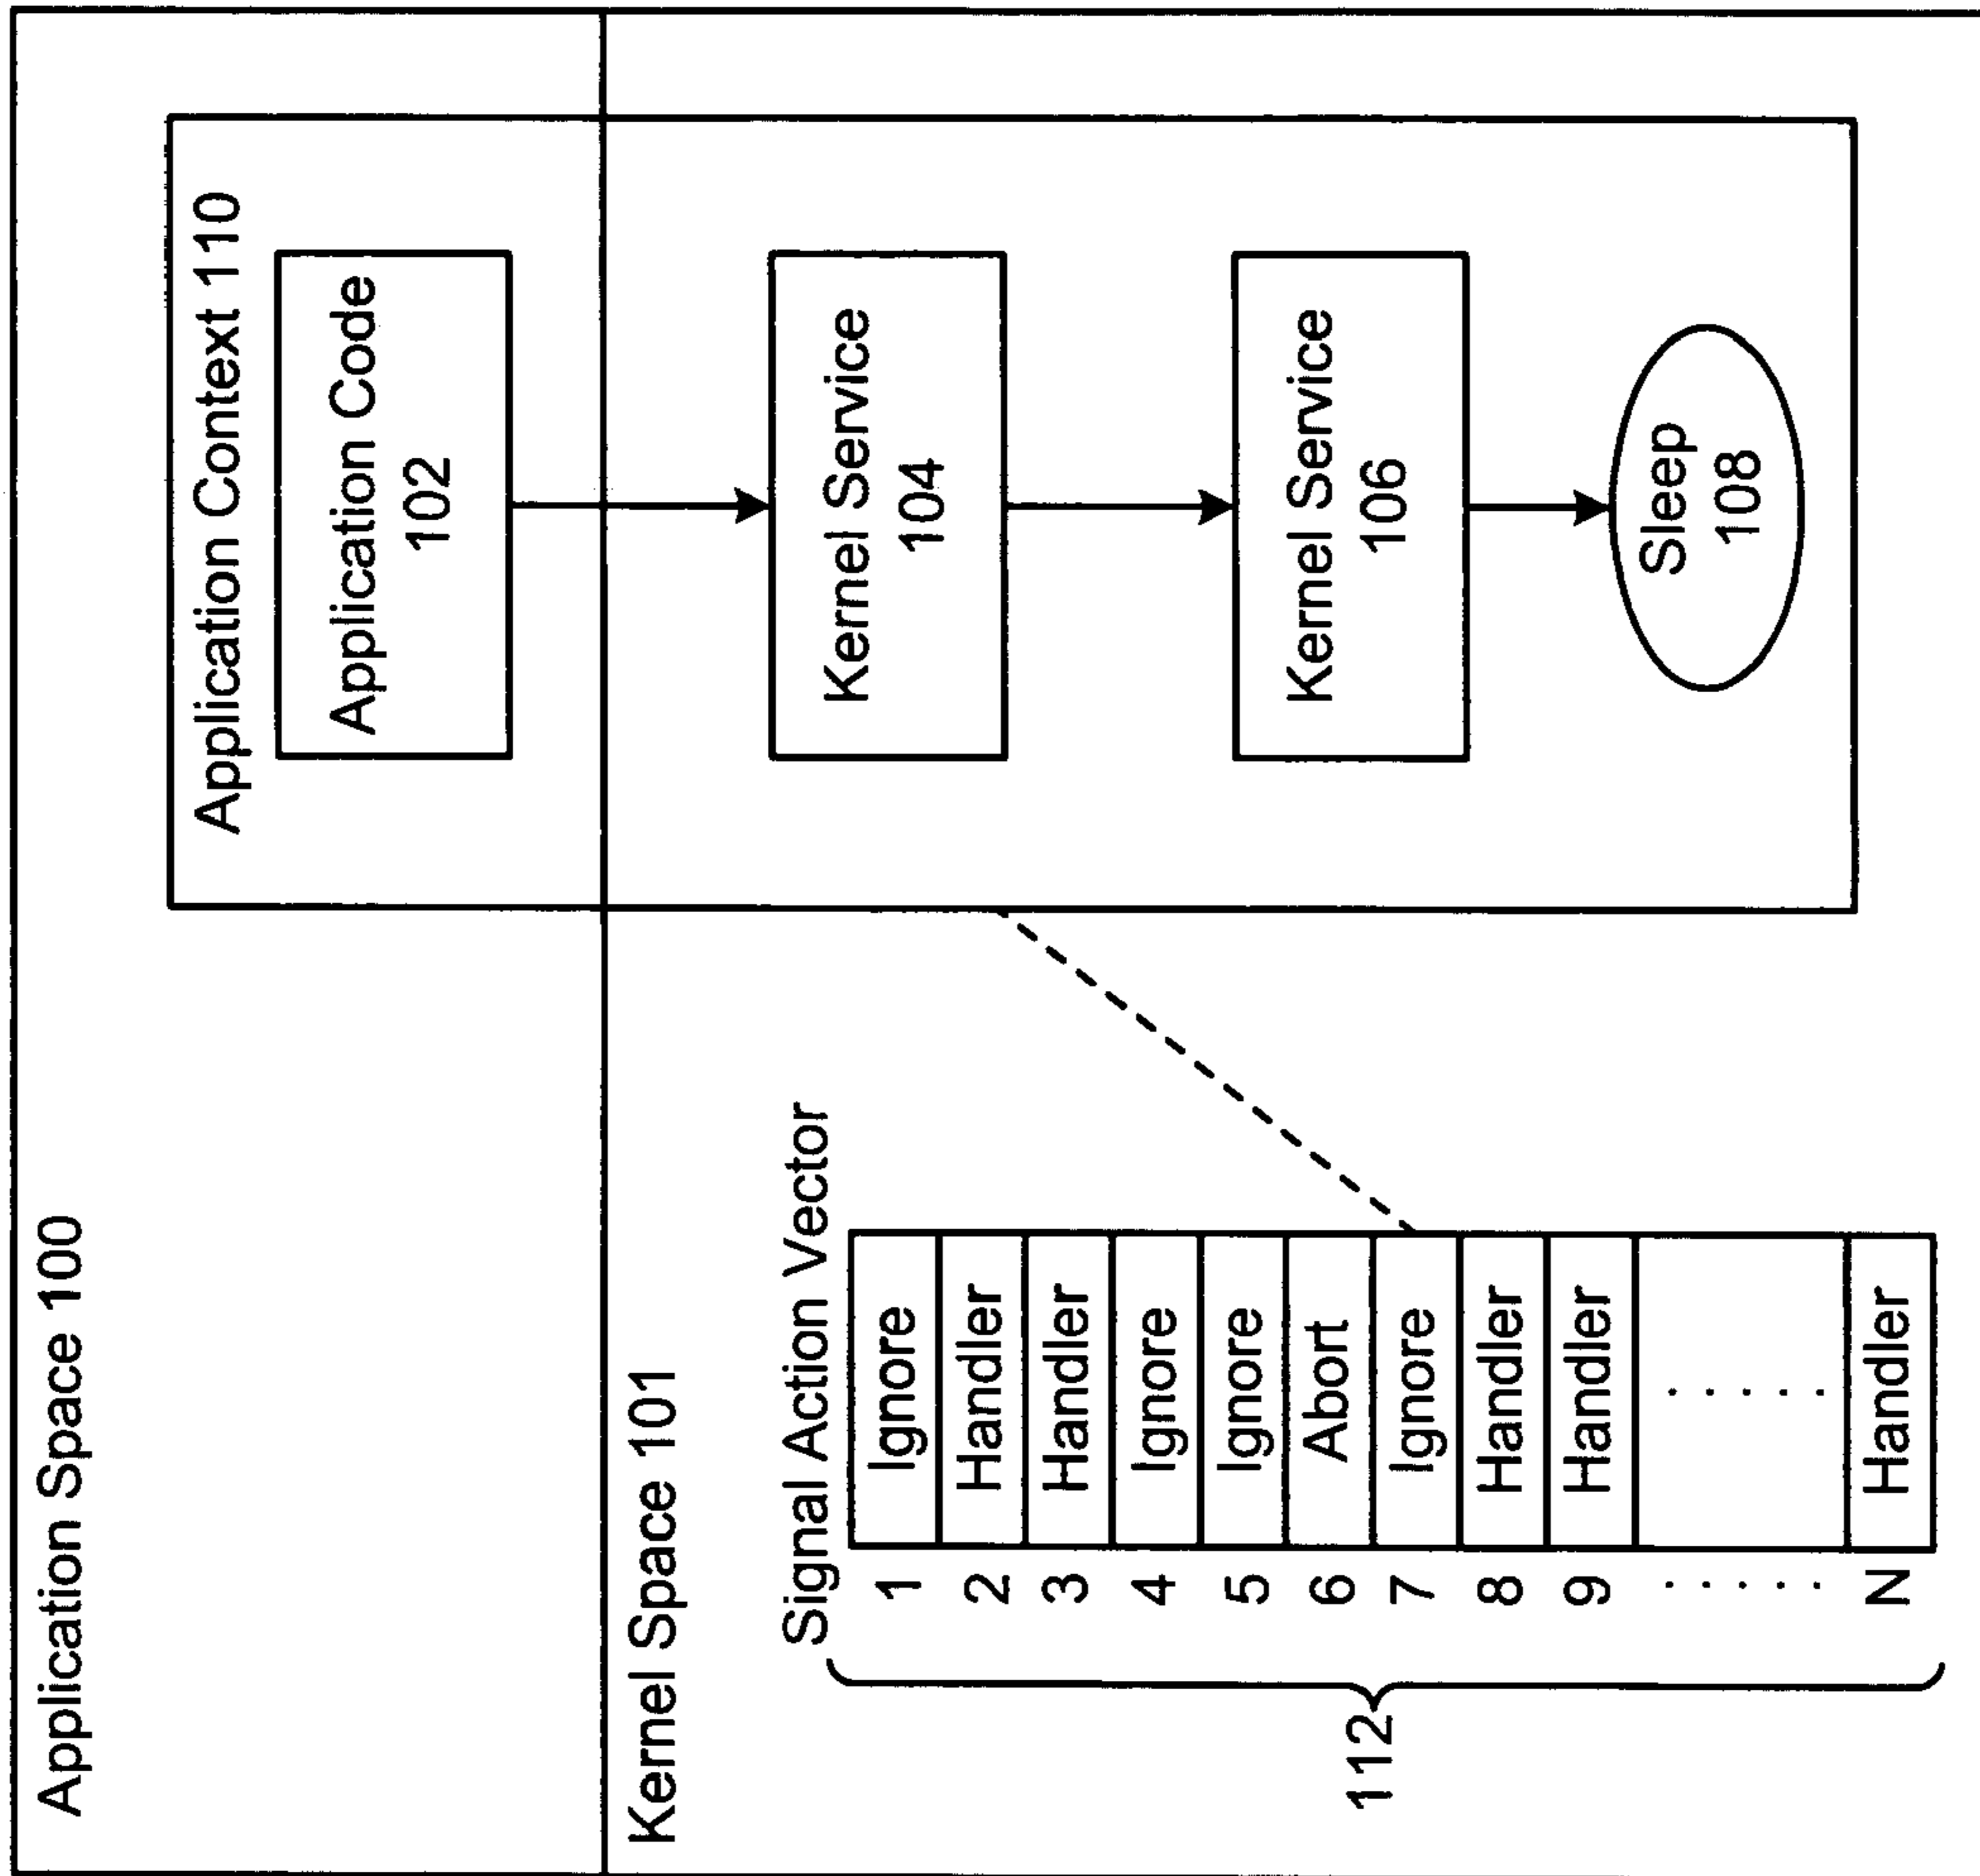 Application Space 100
Application Context 110
Application Code
102
Kernel Space 101
Kernel Service
104
Kernel Service
106
Sleep
108
Signal Action Vector
1 Ignore
2 Handler
3 Handler
4 Ignore
5 Ignore
6 Abort
7 Ignore
8 Handler
9 Handler
. . . . . . . . . .
N Handler
112